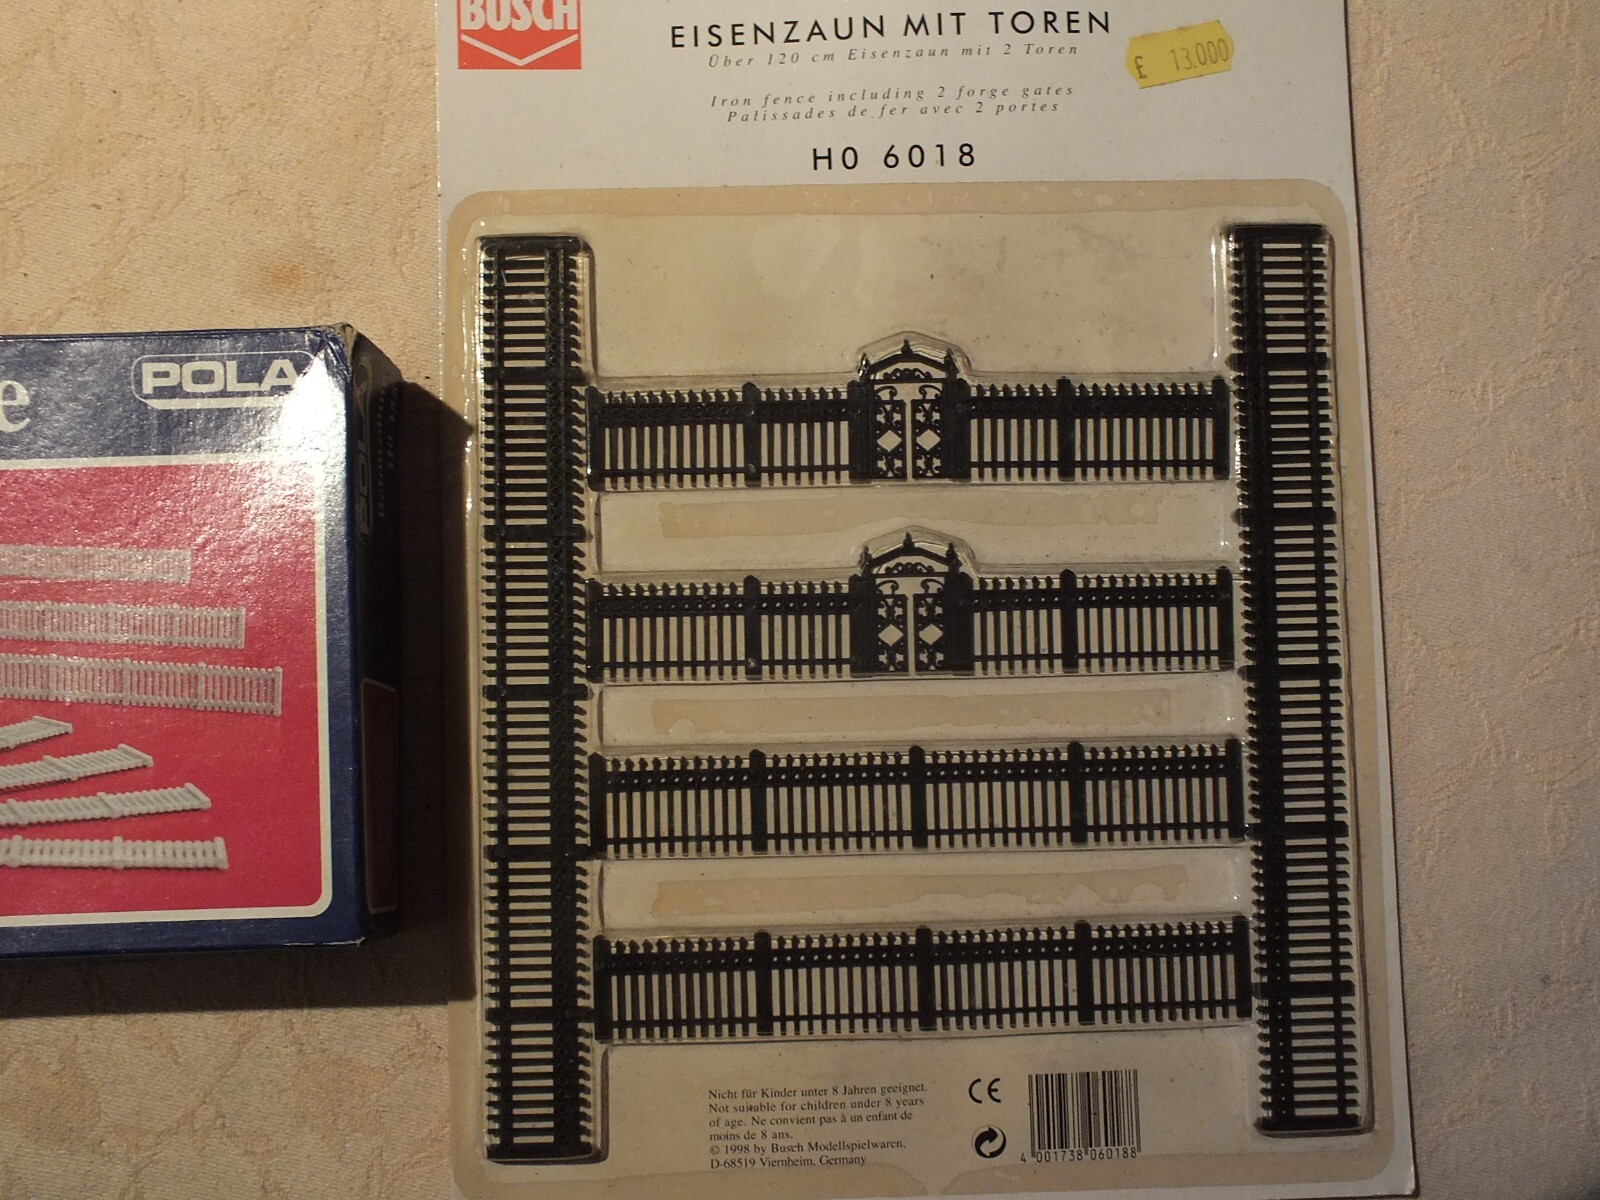 BUSCH
EISENZAUN MIT TOREN
Über 120 cm Eisenzaun mit 2 Toren
£ 13.000
Iron fence including 2 forge gates
Palissades de fer avec 2 portes
H0 6018
e
POLA
POLA
Nicht für Kinder unter 8 Jahren geeignet.
Not suitable for children under 8 years
of age. Ne convient pas à un enfant de
moins de 8 ans.
© 1998 by Busch Modellspielwaren,
D-68519 Viernheim, Germany
CE
4 001738 060188